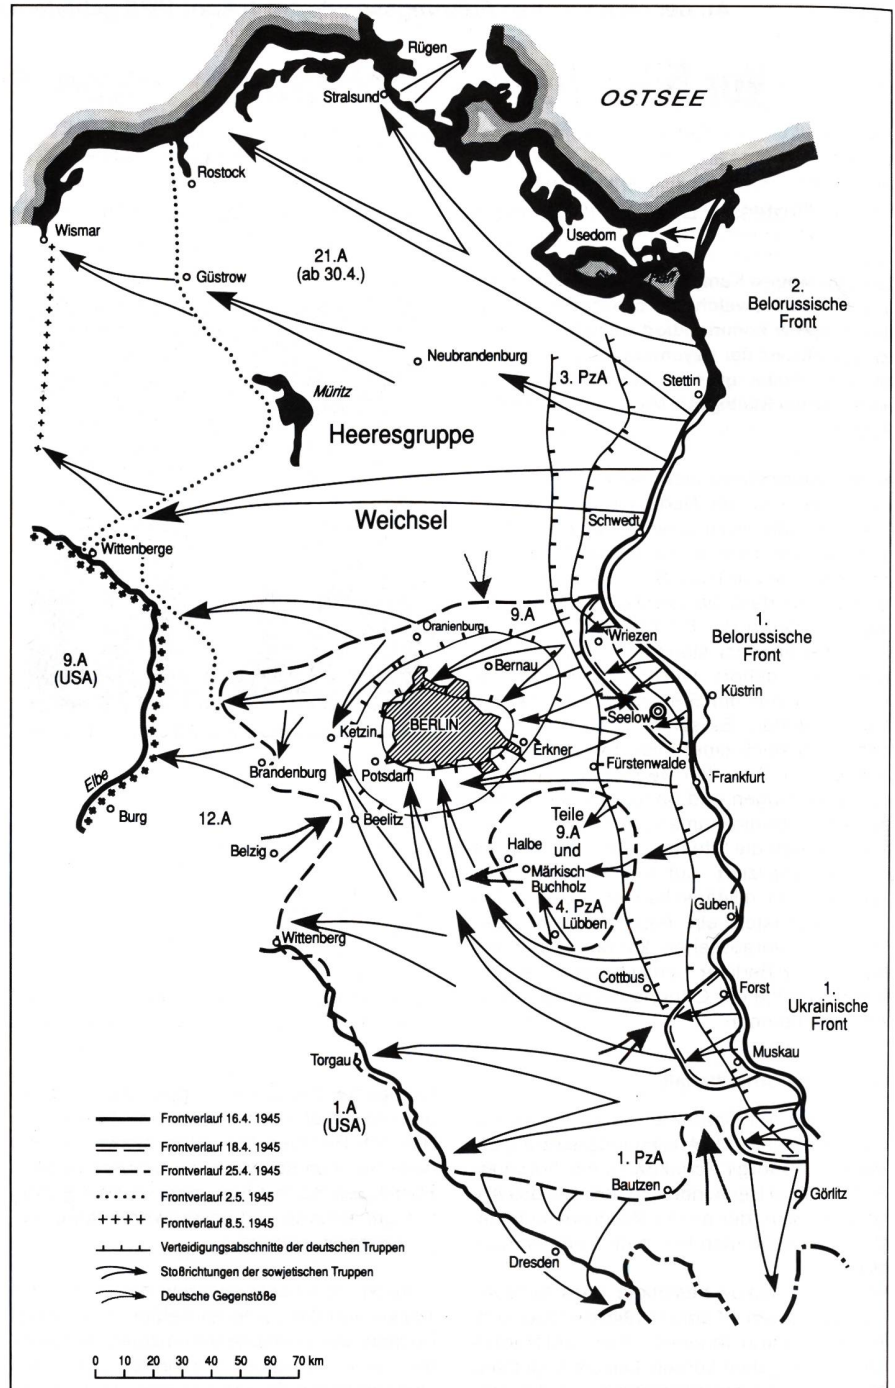 Rügen
Stralsund
OSTSEE
Rostock
Wismar
Usedom
21.A
(ab 30.4.)
Güstrow
2.
Belorussische
Front
Neubrandenburg
3. PzA
Stettin
Müritz
Heeresgruppe
Weichsel
Schwedt
Wittenberge
9.A
(USA)
9.A
Oranienburg
Wriezen
1.
Belorussische
Front
Bernau
Küstrin
Seelow
BERLIN
Ketzin
Erkner
Brandenburg
Potsdam
Fürstenwalde
Frankfurt
Elbe
Burg
12.A
Beelitz
Belzig
Teile
9.A
und
Halbe
Märkisch
Buchholz
4. PzA
Lübben
Guben
Wittenberg
Cottbus
Forst
1.
Ukrainische
Front
Muskau
Torgau
1.A
(USA)
1. PzA
Bautzen
Görlitz
Dresden
Frontverlauf 16.4. 1945
Frontverlauf 18.4. 1945
Frontverlauf 25.4. 1945
Frontverlauf 2.5. 1945
Frontverlauf 8.5. 1945
Verteidigungsabschnitte der deutschen Truppen
Stoßrichtungen der sowjetischen Truppen
Deutsche Gegenstöße
0 10 20 30 40 50 60 70 km